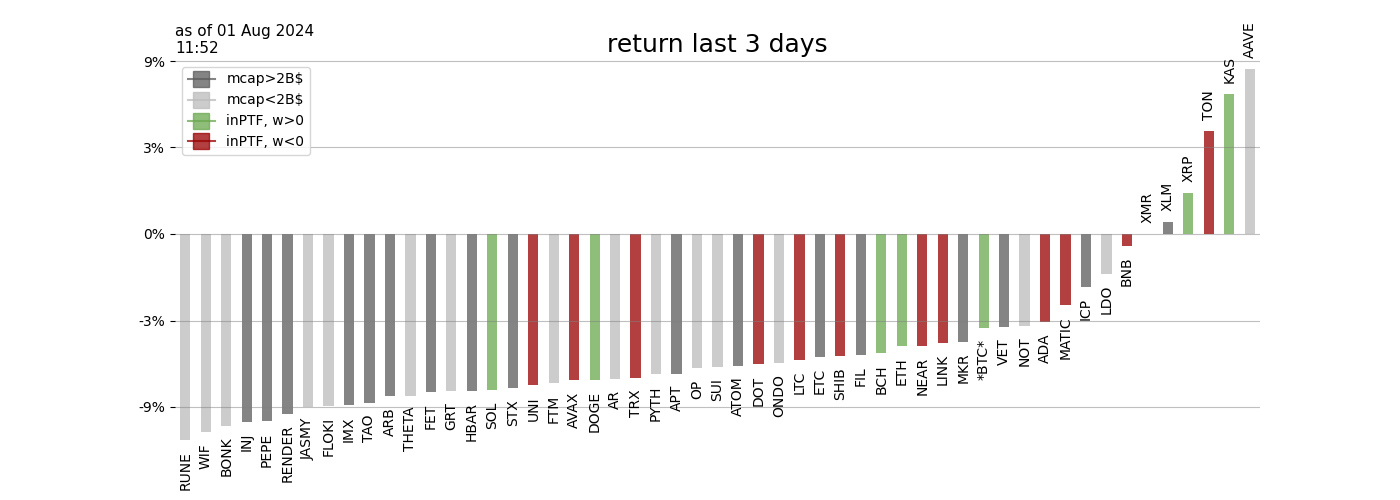 as of 01 Aug 2024
11:52
return last 3 days
9%
3%
0%
-3%
-9%
mcap>2B$
mcap<2B$
inPTF, w>0
inPTF, w<0
RUNE
WIF
BONK
INJ
PEPE
RENDER
JASMY
FLOKI
IMX
TAO
ARB
THETA
FET
GRT
HBAR
SOL
STX
UNI
FTM
AVAX
DOGE
AR
TRX
PYTH
APT
OP
SUI
ATOM
DOT
ONDO
LTC
ETC
SHIB
FIL
BCH
ETH
NEAR
LINK
MKR
*BTC*
VET
NOT
ADA
MATIC
ICP
LDO
BNB
XMR
XLM
XRP
TON
KAS
AAVE